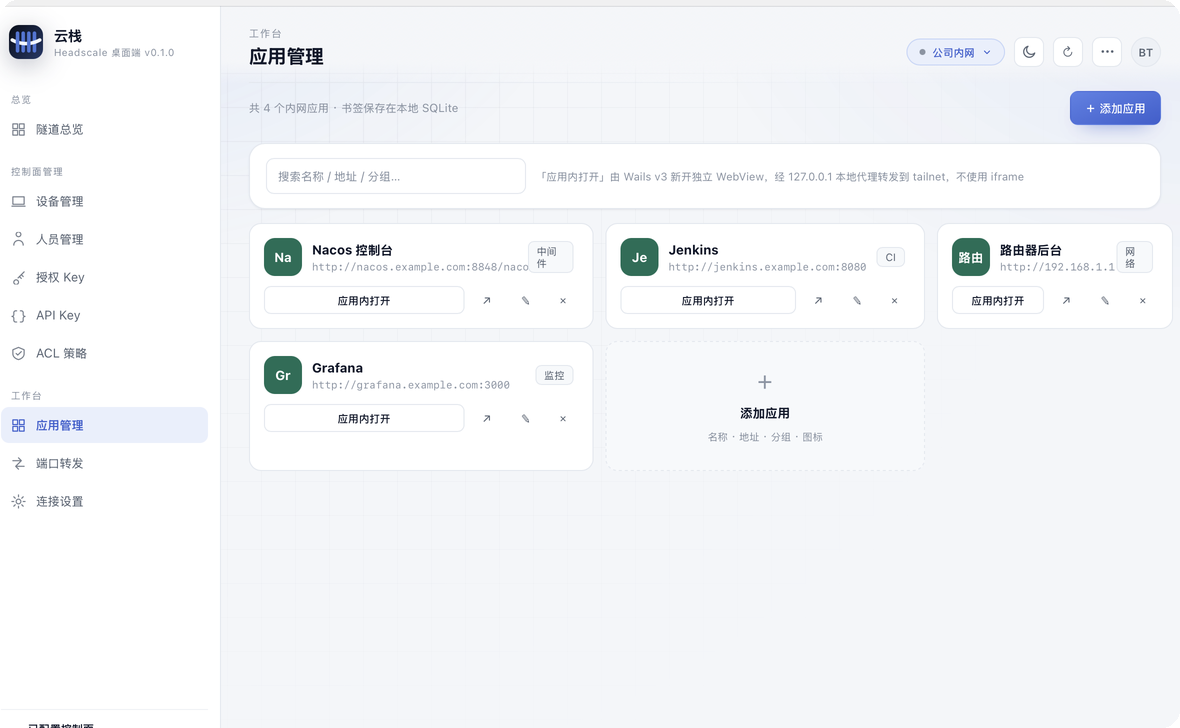 云栈
Headscale 桌面端 v0.1.0
总览
隧道总览
控制面管理
设备管理
人员管理
授权 Key
API Key
ACL 策略
工作台
应用管理
端口转发
连接设置
已配置控制面
工作台
应用管理
公司内网
BT
共 4 个内网应用 · 书签保存在本地 SQLite
+ 添加应用
搜索名称 / 地址 / 分组...
「应用内打开」由 Wails v3 新开独立 WebView，经 127.0.0.1 本地代理转发到 tailnet，不使用 iframe
Na
Nacos 控制台
http://nacos.example.com:8848/naco
中间
件
应用内打开
Je
Jenkins
http://jenkins.example.com:8080
CI
应用内打开
路由
路由器后台
http://192.168.1.1
网
络
应用内打开
Gr
Grafana
http://grafana.example.com:3000
监控
应用内打开
+
添加应用
名称 · 地址 · 分组 · 图标